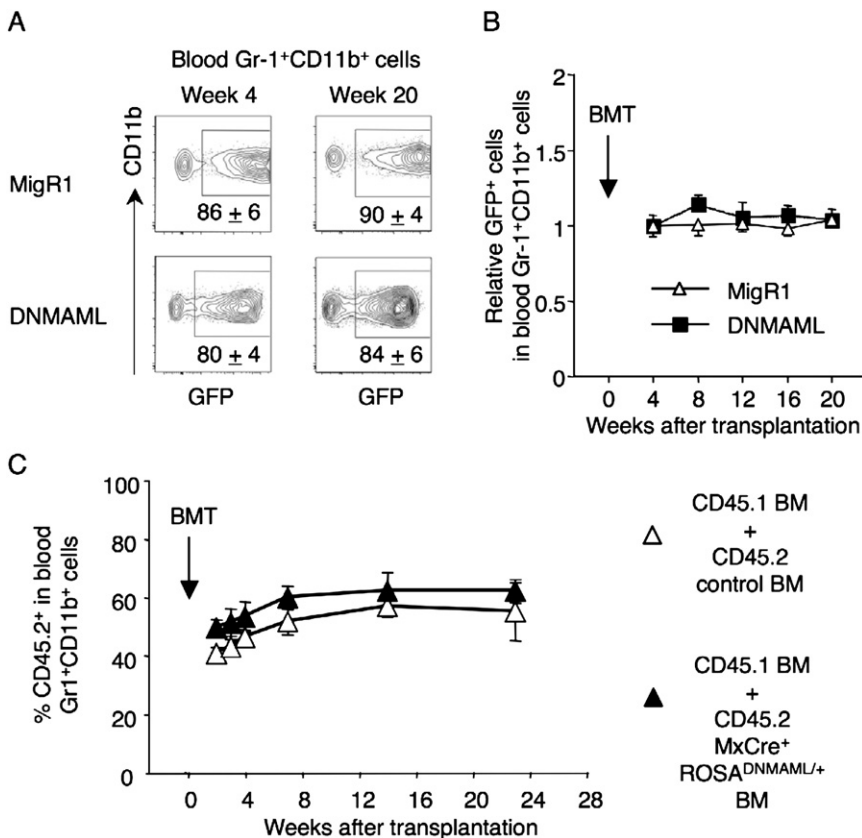 A
Blood Gr-1⁺CD11b⁺ cells
Week 4
Week 20
CD11b
MigR1
86 ± 6
90 ± 4
DNMAML
80 ± 4
84 ± 6
GFP
GFP
B
Relative GFP⁺ cells
in blood Gr-1⁺CD11b⁺ cells
2
1.5
1
0.5
0
BMT
MigR1
DNMAML
0 4 8 12 16 20
Weeks after transplantation
C
% CD45.2⁺ in blood
Gr1⁺CD11b⁺ cells
100
80
60
40
20
0
BMT
0 4 8 12 16 20 24 28
Weeks after transplantation
CD45.1 BM
+
CD45.2
control BM
CD45.1 BM
+
CD45.2
MxCre⁺
ROSA^DNMAML/+
BM